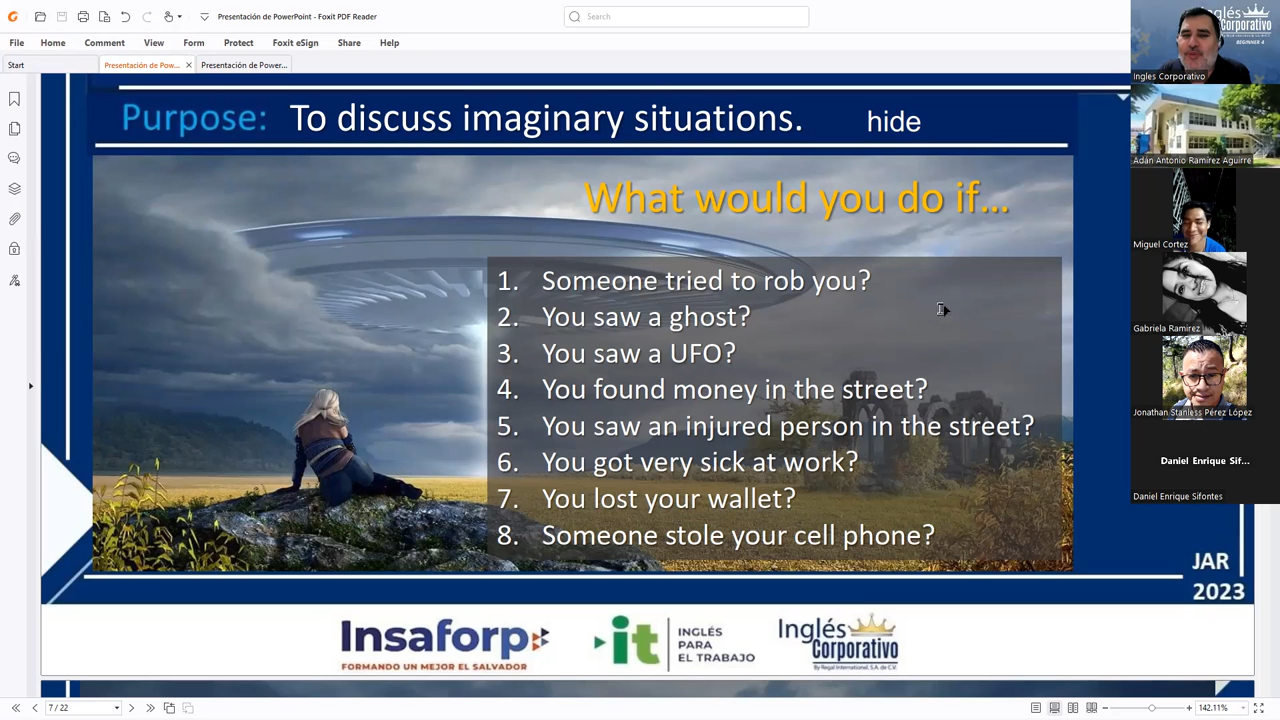 Presentación de PowerPoint - Foxit PDF Reader
Search
File Home Comment View Form Protect Foxit eSign Share Help
Start
Presentación de Pow...
Presentación de Power...
Purpose: To discuss imaginary situations. hide
What would you do if...
1. Someone tried to rob you?
2. You saw a ghost?
3. You saw a UFO?
4. You found money in the street?
5. You saw an injured person in the street?
6. You got very sick at work?
7. You lost your wallet?
8. Someone stole your cell phone?
JAR
2023
Insaforp
FORMANDO UN MEJOR EL SALVADOR
it
INGLÉS
PARA
EL TRABAJO
Inglés
Corporativo
By Regal International, S.A. de C.V.
Inglés
Corporativo
BEGINNER 4
Ingles Corporativo
Adán Antonio Ramírez Aguirre
Miguel Cortez
Gabriela Ramirez
Jonathan Stanless Pérez López
Daniel Enrique Sif...
Daniel Enrique Sifontes
7 / 22
142.11%